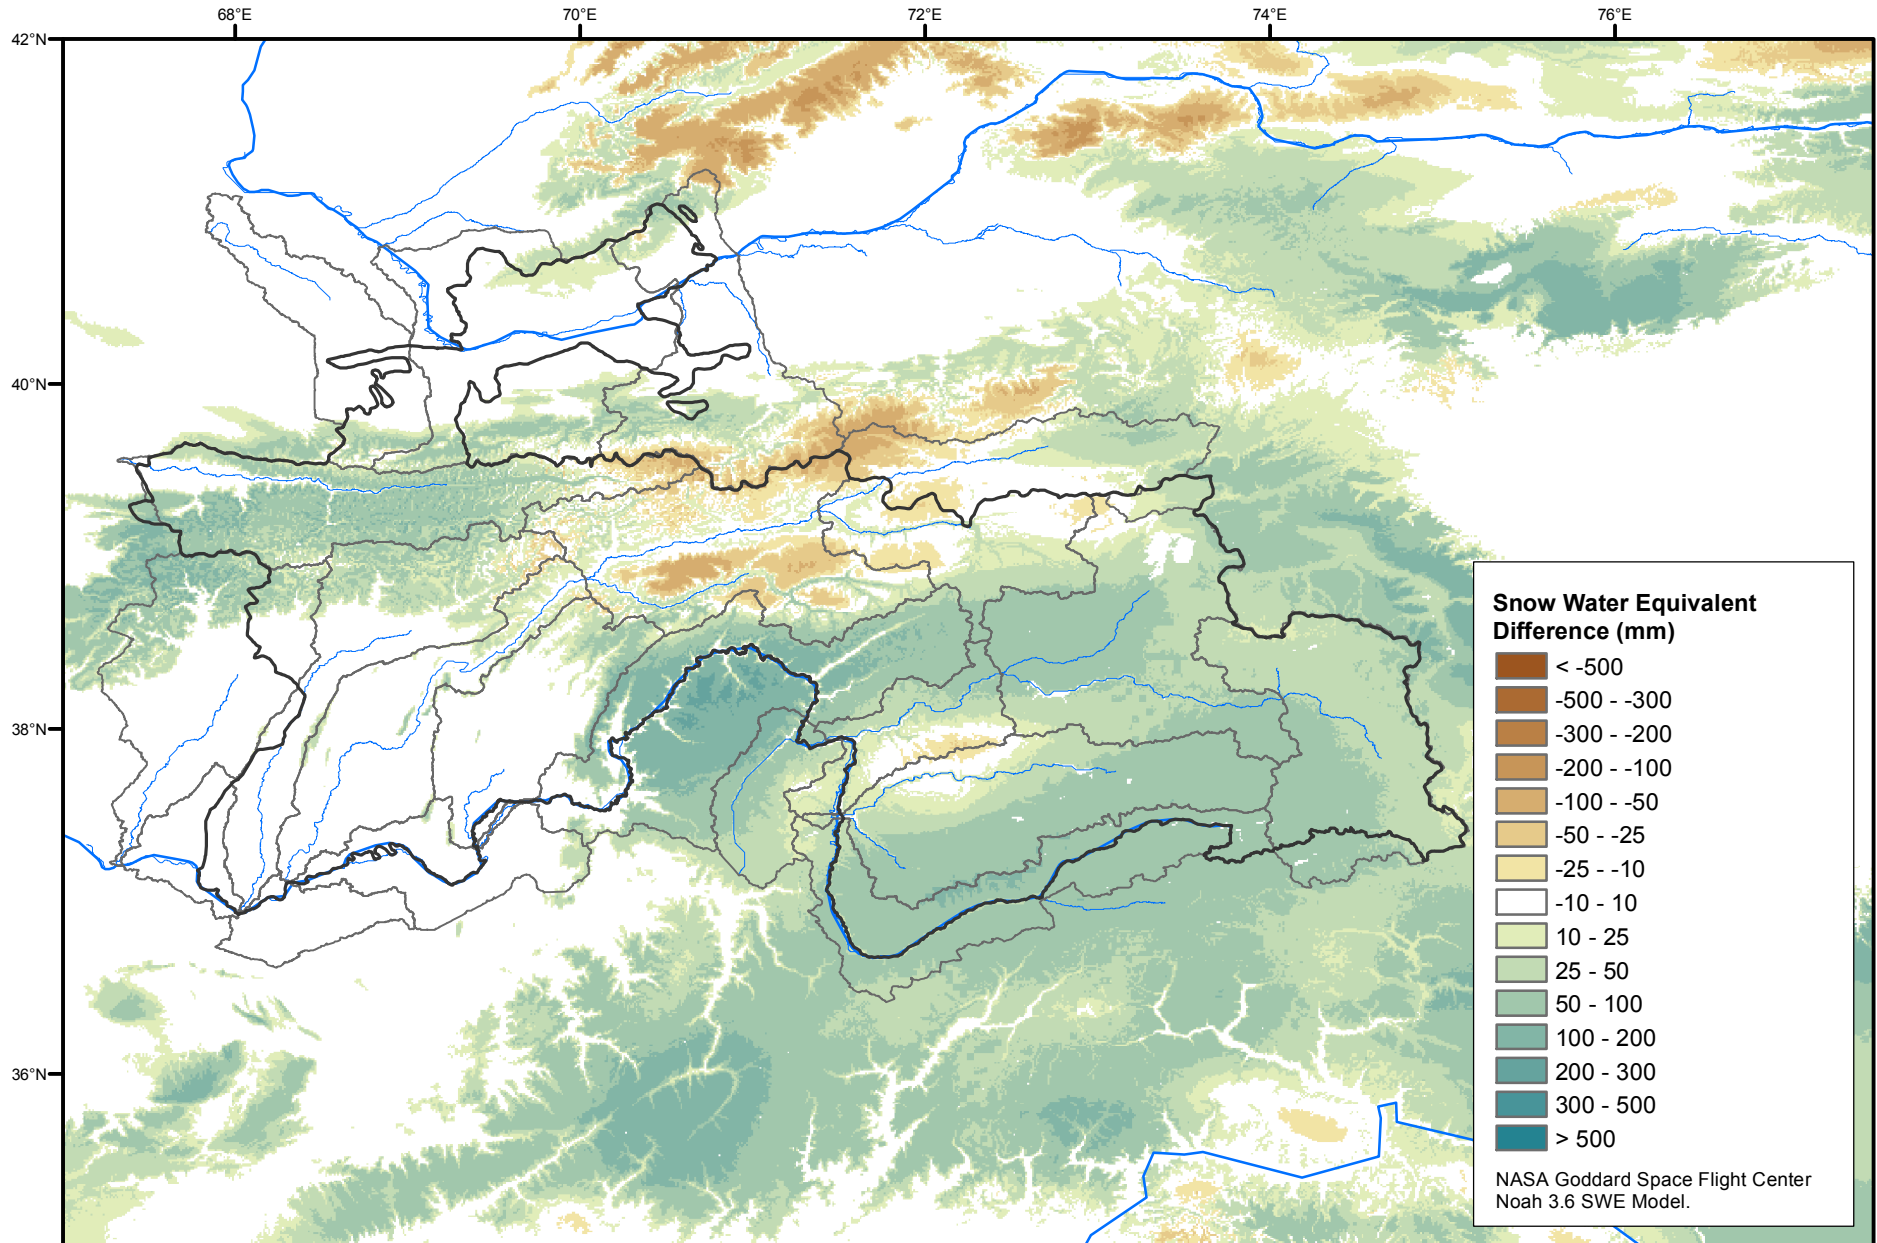 68°E 70°E 72°E 74°E 76°E
42°N
40°N
38°N
36°N
Snow Water Equivalent
Difference (mm)
< -500
-500 - -300
-300 - -200
-200 - -100
-100 - -50
-50 - -25
-25 - -10
-10 - 10
10 - 25
25 - 50
50 - 100
100 - 200
200 - 300
300 - 500
> 500
NASA Goddard Space Flight Center
Noah 3.6 SWE Model.